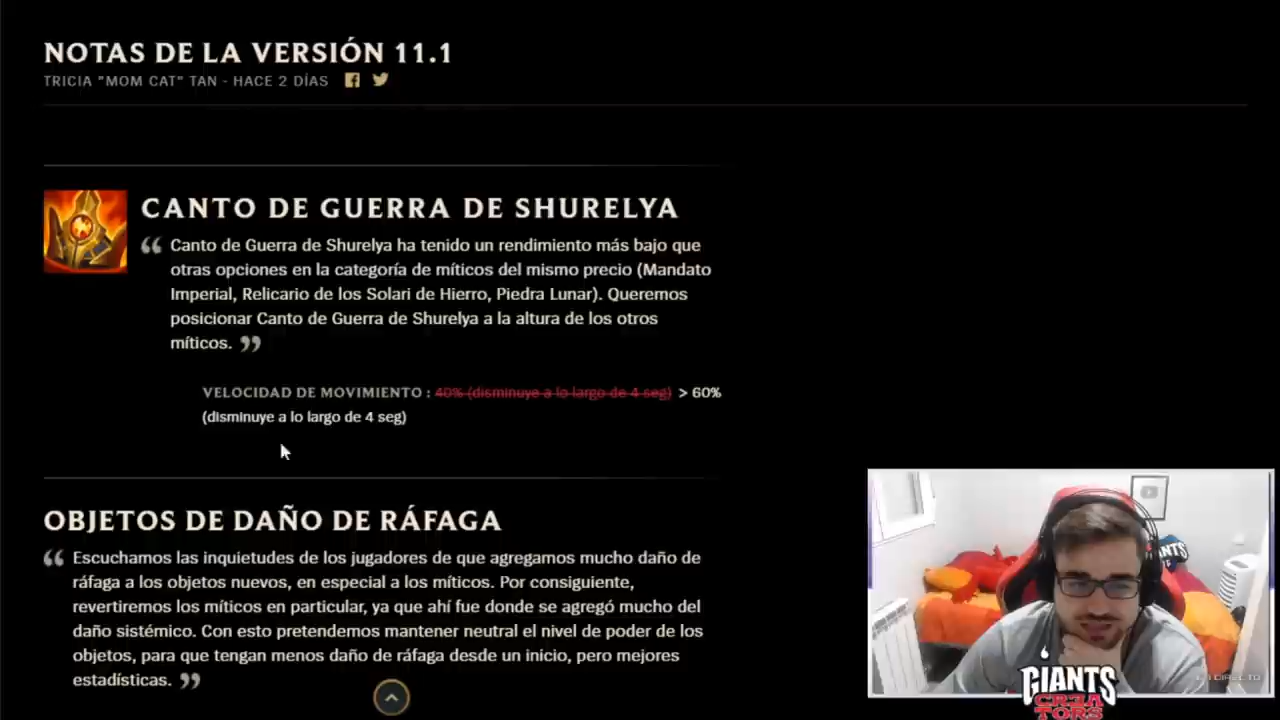 NOTAS DE LA VERSIÓN 11.1
TRICIA "MOM CAT" TAN - HACE 2 DÍAS
CANTO DE GUERRA DE SHURELYA
Canto de Guerra de Shurelya ha tenido un rendimiento más bajo que
otras opciones en la categoría de míticos del mismo precio (Mandato
Imperial, Relicario de los Solari de Hierro, Piedra Lunar). Queremos
posicionar Canto de Guerra de Shurelya a la altura de los otros
míticos.
VELOCIDAD DE MOVIMIENTO : 40% (disminuye a lo largo de 4 seg) > 60%
(disminuye a lo largo de 4 seg)
OBJETOS DE DAÑO DE RÁFAGA
Escuchamos las inquietudes de los jugadores de que agregamos mucho daño de
ráfaga a los objetos nuevos, en especial a los míticos. Por consiguiente,
revertiremos los míticos en particular, ya que ahí fue donde se agregó mucho del
daño sistémico. Con esto pretendemos mantener neutral el nivel de poder de los
objetos, para que tengan menos daño de ráfaga desde un inicio, pero mejores
estadísticas.
GIANTS
CR3A
TORS